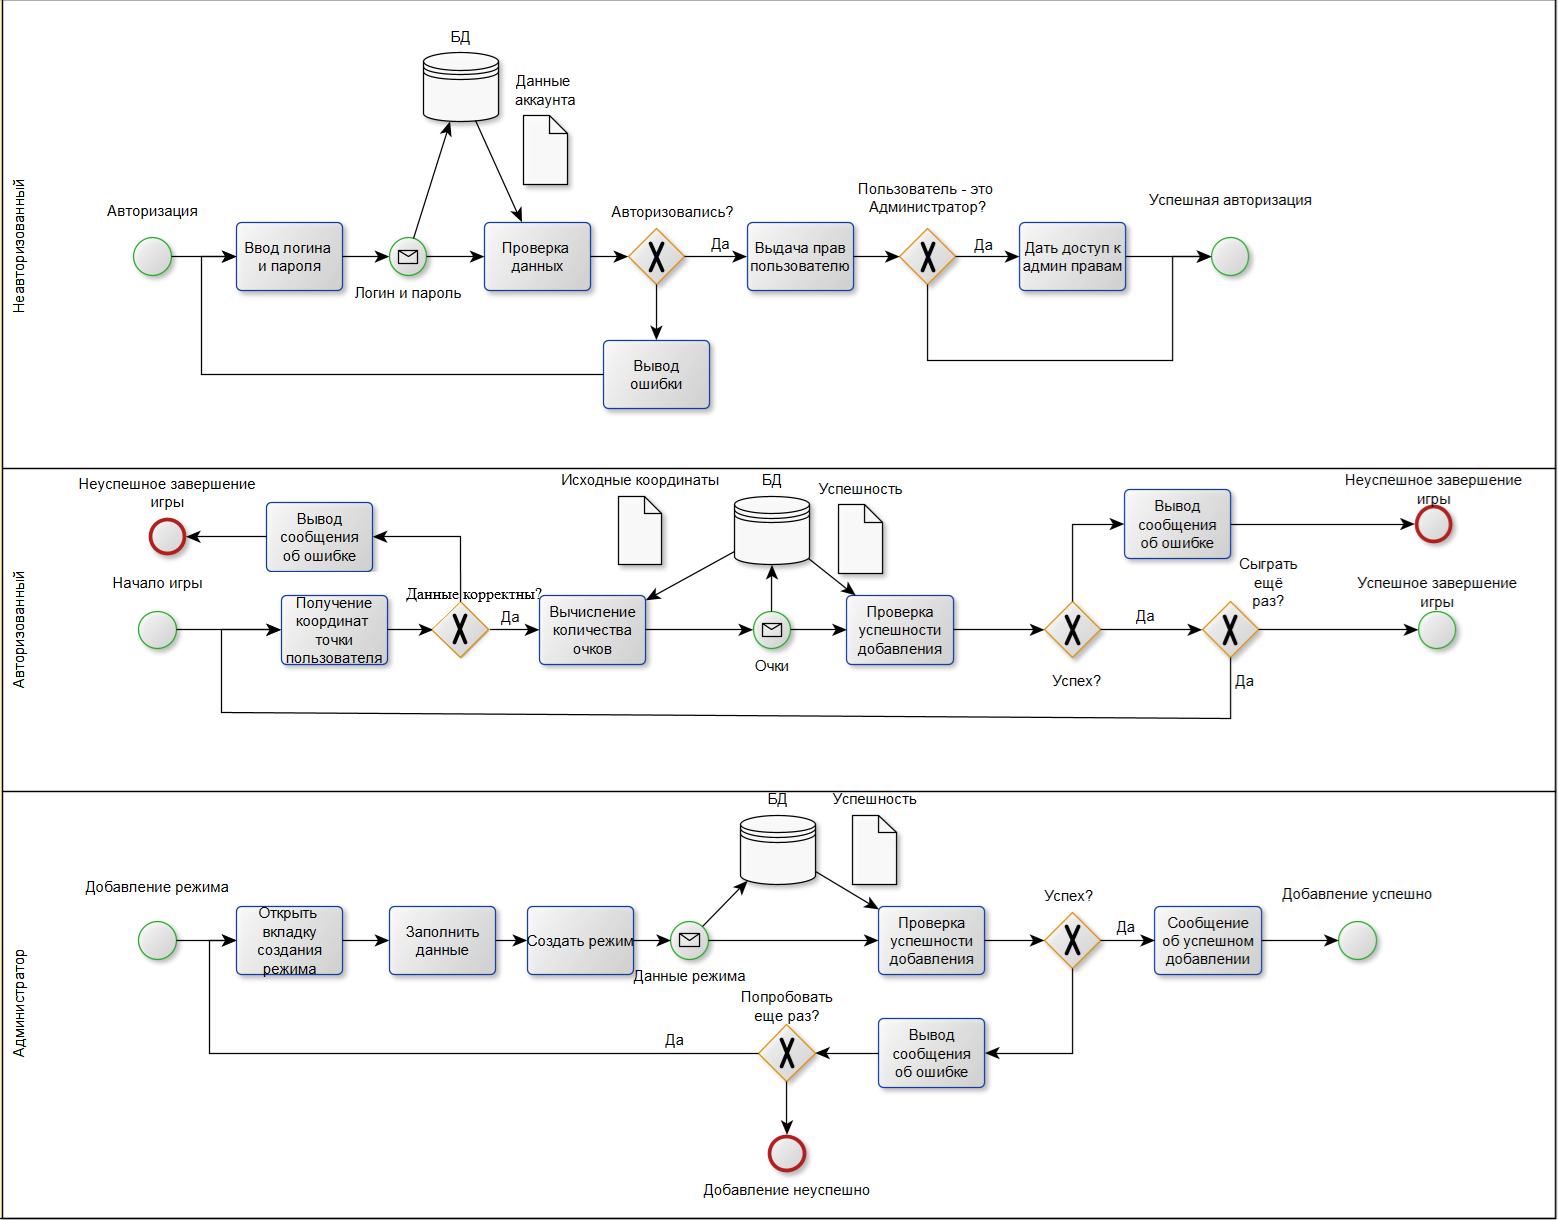 Неавторизованный
БД
Данные
аккаунта
Авторизация
Ввод логина
и пароля
Логин и пароль
Проверка
данных
Авторизовались?
Да
Вывод
ошибки
Выдача прав
пользователю
Пользователь - это
Администратор?
Да
Дать доступ к
админ правам
Успешная авторизация
Авторизованный
Неуспешное завершение
игры
Вывод
сообщения
об ошибке
Начало игры
Получение
координат
точки
пользователя
Данные корректны?
Да
Исходные координаты
БД
Успешность
Вычисление
количества
очков
Очки
Проверка
успешности
добавления
Успех?
Да
Вывод
сообщения
об ошибке
Неуспешное завершение
игры
Сыграть
ещё
раз?
Да
Успешное завершение
игры
Администратор
БД
Успешность
Добавление режима
Открыть
вкладку
создания
режима
Заполнить
данные
Создать режим
Данные режима
Проверка
успешности
добавления
Успех?
Да
Сообщение
об успешном
добавлении
Добавление успешно
Вывод
сообщения
об ошибке
Попробовать
еще раз?
Да
Добавление неуспешно